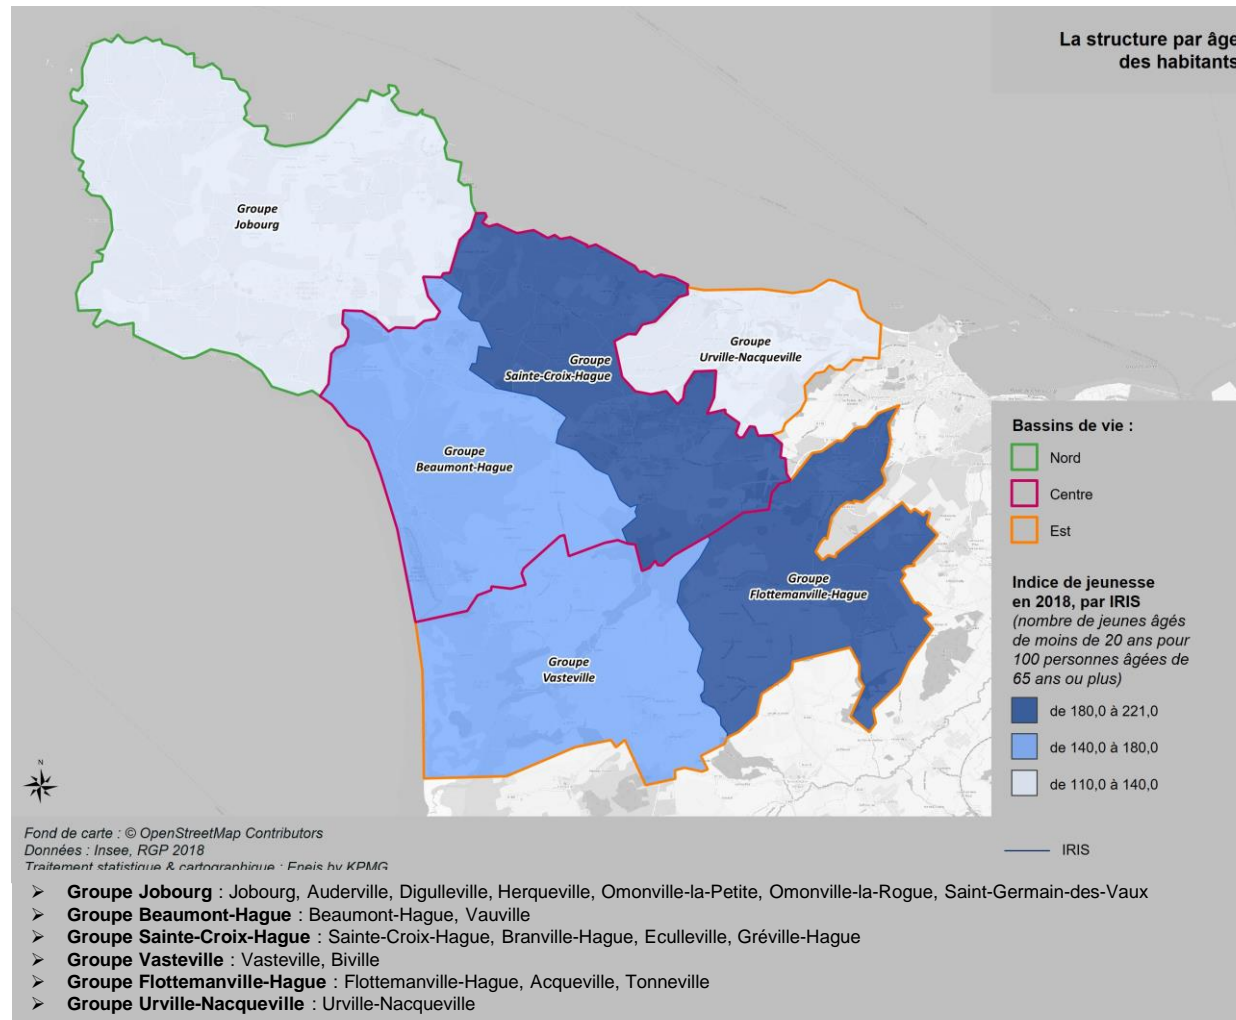 La structure par âge
des habitants
Groupe
Jobourg
Groupe
Urville-Nacqueville
Groupe
Sainte-Croix-Hague
Groupe
Beaumont-Hague
Groupe
Flottemanville-Hague
Groupe
Vasteville
Bassins de vie :
Nord
Centre
Est
Indice de jeunesse
en 2018, par IRIS
(nombre de jeunes âgés
de moins de 20 ans pour
100 personnes âgées de
65 ans ou plus)
de 180,0 à 221,0
de 140,0 à 180,0
de 110,0 à 140,0
IRIS
N
Fond de carte : © OpenStreetMap Contributors
Données : Insee, RGP 2018
Traitement statistique & cartographique : Eneis by KPMG
➢ Groupe Jobourg : Jobourg, Auderville, Digulleville, Herqueville, Omonville-la-Petite, Omonville-la-Rogue, Saint-Germain-des-Vaux
➢ Groupe Beaumont-Hague : Beaumont-Hague, Vauville
➢ Groupe Sainte-Croix-Hague : Sainte-Croix-Hague, Branville-Hague, Eculleville, Gréville-Hague
➢ Groupe Vasteville : Vasteville, Biville
➢ Groupe Flottemanville-Hague : Flottemanville-Hague, Acqueville, Tonneville
➢ Groupe Urville-Nacqueville : Urville-Nacqueville